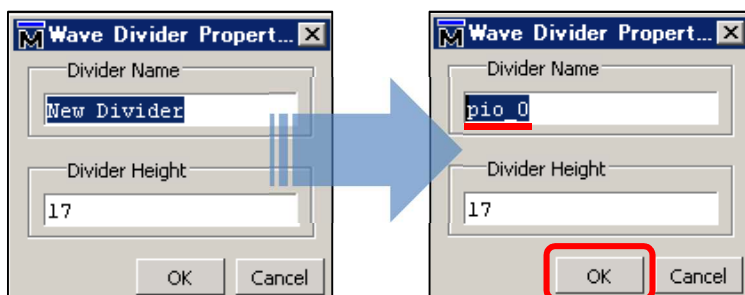 Wave Divider Propert...
Divider Name
New Divider
Divider Height
17
OK
Cancel
Wave Divider Propert...
Divider Name
pio_0
Divider Height
17
OK
Cancel